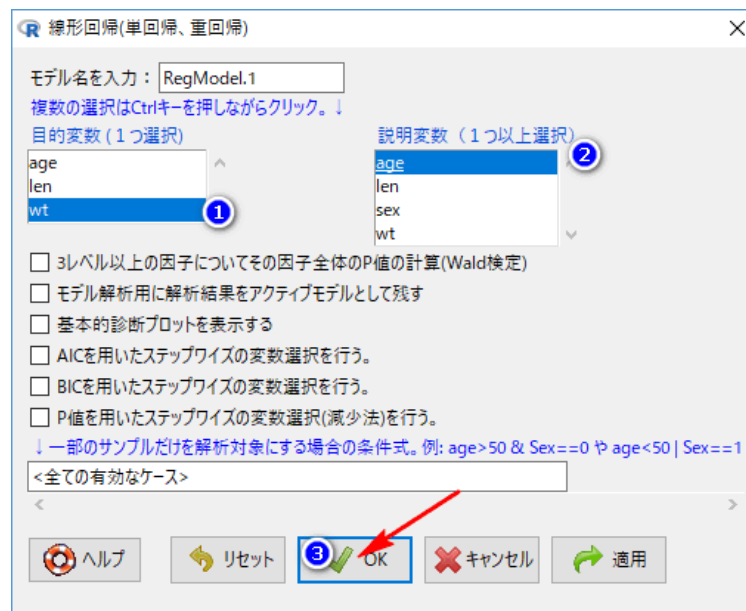 線形回帰(単回帰、重回帰)
モデル名を入力： RegModel.1
複数の選択はCtrlキーを押しながらクリック。↓
目的変数(１つ選択)
age
len
wt
1
説明変数（１つ以上選択)
2
age
len
sex
wt
3レベル以上の因子についてその因子全体のP値の計算(Wald検定)
モデル解析用に解析結果をアクティブモデルとして残す
基本的診断プロットを表示する
AICを用いたステップワイズの変数選択を行う。
BICを用いたステップワイズの変数選択を行う。
P値を用いたステップワイズの変数選択(減少法)を行う。
↓一部のサンプルだけを解析対象にする場合の条件式。例: age>50 & Sex==0 や age<50 | Sex==1
<全ての有効なケース>
ヘルプ リセット 3 OK キャンセル 適用